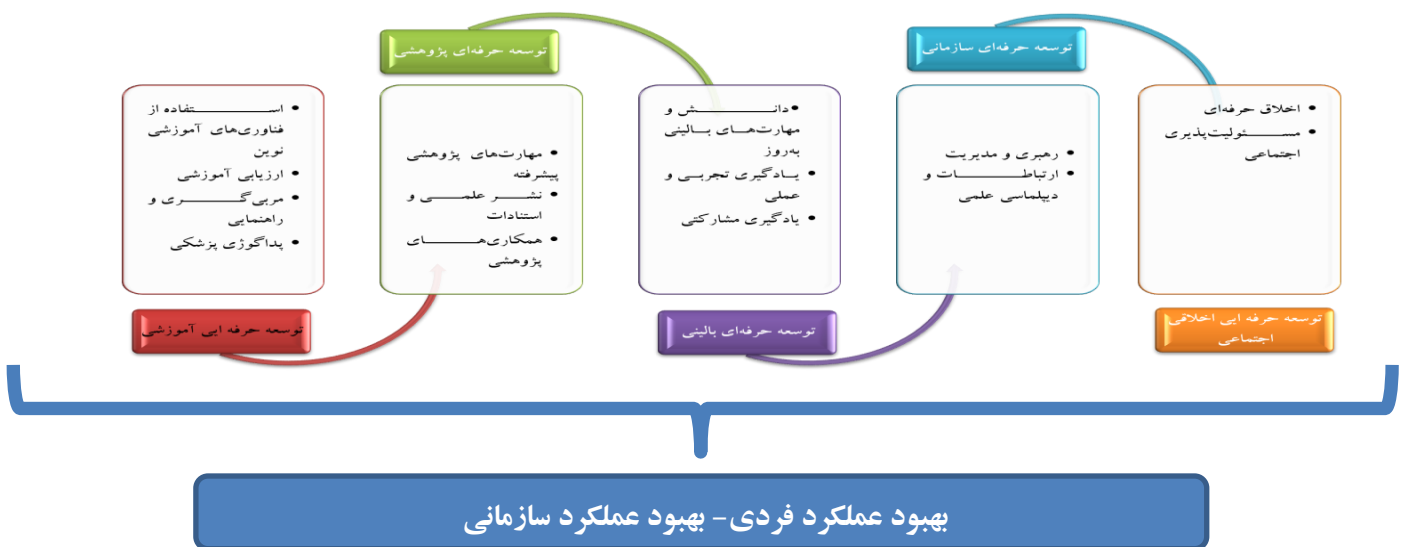 توسعه حرفه‌ای پژوهشی
توسعه حرفه‌ای سازمانی
• استفاده از
فناوری‌های آموزشی
نوین
• ارزیابی آموزشی
• مربی‌گری و
راهنمایی
• پداگوژی پزشکی
• مهارت‌های پژوهشی
پیشرفته
• نشر علمی و
استنادات
• همکاری‌های
پژوهشی
• دانش و
مهارت‌های بالینی
به‌روز
• یادگیری تجربی و
عملی
• یادگیری مشارکتی
• رهبری و مدیریت
• ارتباطات و
دیپلماسی علمی
• اخلاق حرفه‌ای
• مسئولیت‌پذیری
اجتماعی
توسعه حرفه ایی آموزشی
توسعه حرفه‌ای بالینی
توسعه حرفه ایی اخلاقی
اجتماعی
بهبود عملکرد فردی- بهبود عملکرد سازمانی